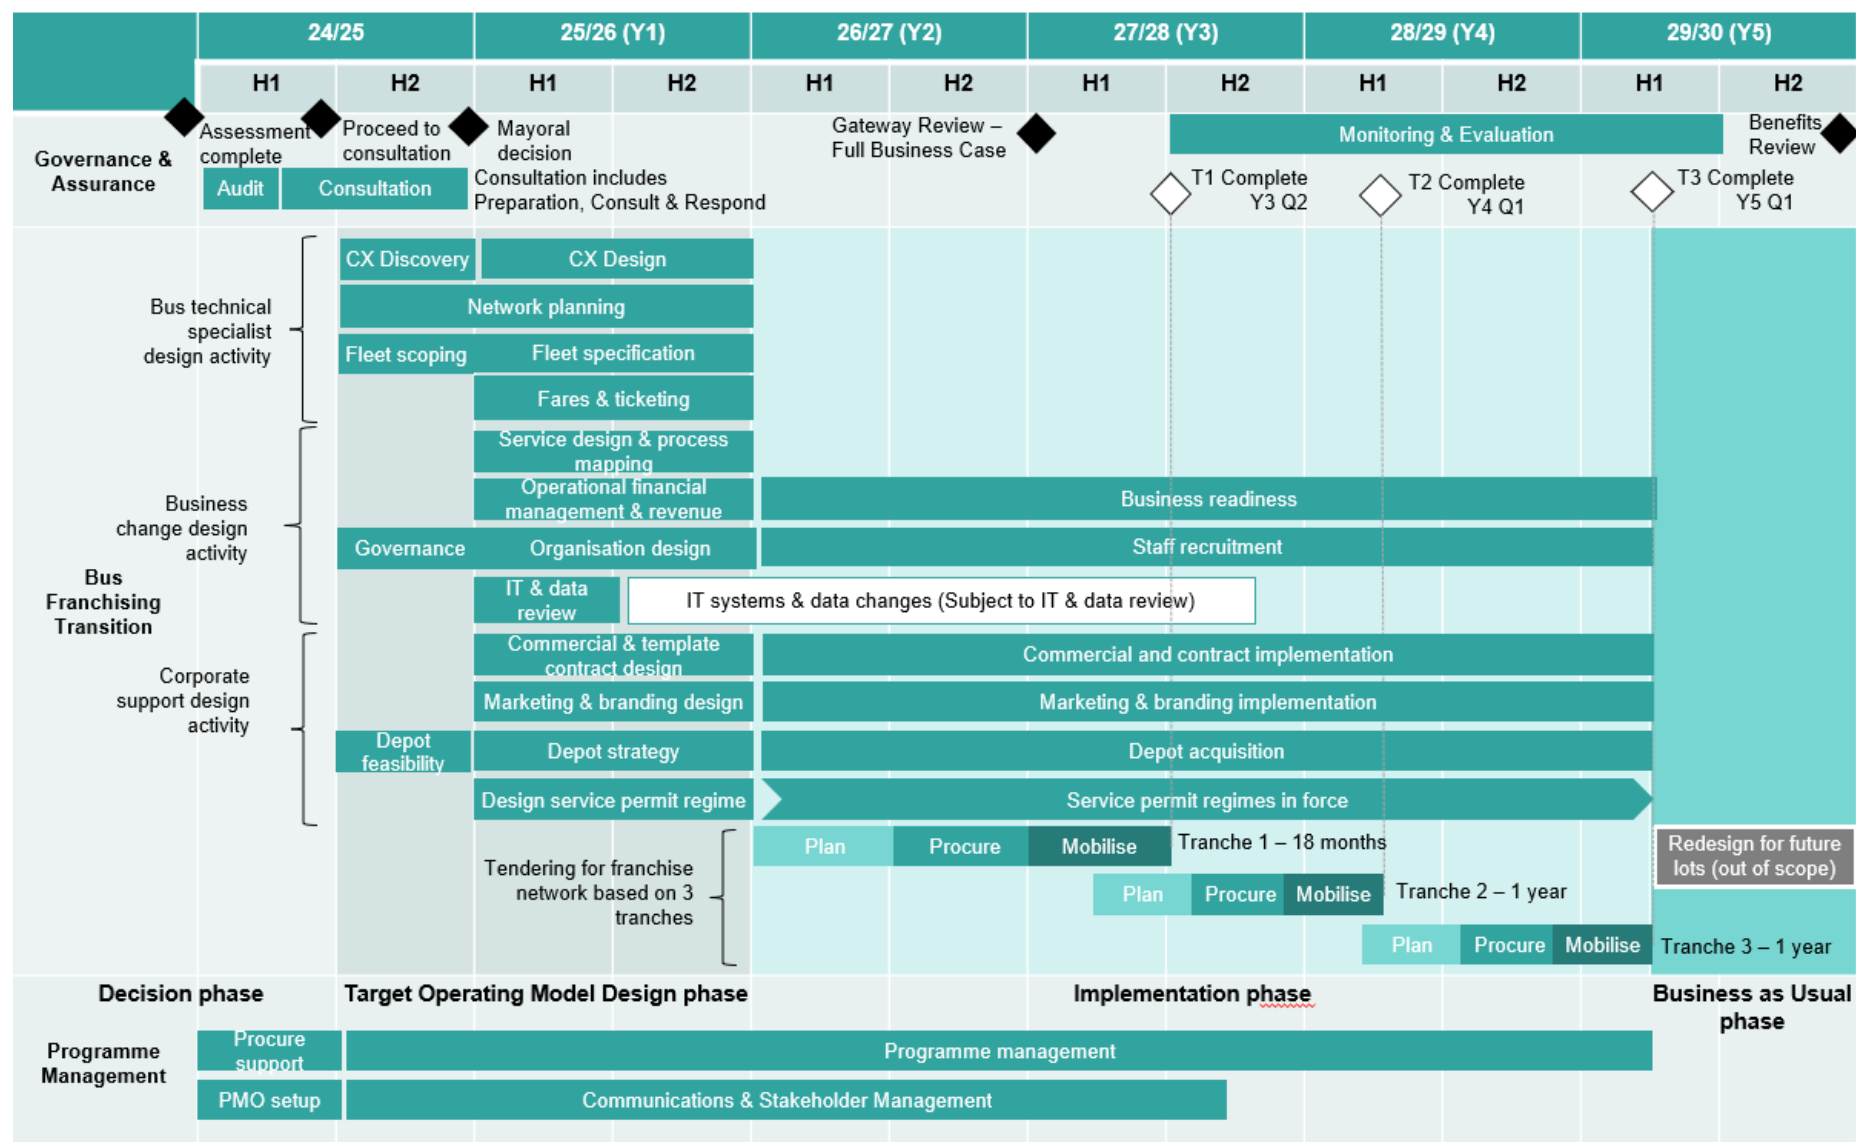 24/25
25/26 (Y1)
26/27 (Y2)
27/28 (Y3)
28/29 (Y4)
29/30 (Y5)
H1
H2
H1
H2
H1
H2
H1
H2
H1
H2
H1
H2
Governance &
Assurance
Assessment
complete
Proceed to
consultation
Mayoral
decision
Gateway Review –
Full Business Case
Monitoring & Evaluation
Benefits
Review
Audit
Consultation
Consultation includes
Preparation, Consult & Respond
T1 Complete
Y3 Q2
T2 Complete
Y4 Q1
T3 Complete
Y5 Q1
Bus
Franchising
Transition
Bus technical
specialist
design activity
CX Discovery
CX Design
Network planning
Fleet scoping
Fleet specification
Fares & ticketing
Business
change design
activity
Service design & process
mapping
Operational financial
management & revenue
Business readiness
Governance
Organisation design
Staff recruitment
IT & data
review
IT systems & data changes (Subject to IT & data review)
Corporate
support design
activity
Commercial & template
contract design
Commercial and contract implementation
Marketing & branding design
Marketing & branding implementation
Depot
feasibility
Depot strategy
Depot acquisition
Design service permit regime
Service permit regimes in force
Tendering for franchise
network based on 3
tranches
Plan
Procure
Mobilise
Tranche 1 – 18 months
Plan
Procure
Mobilise
Tranche 2 – 1 year
Plan
Procure
Mobilise
Tranche 3 – 1 year
Redesign for future
lots (out of scope)
Decision phase
Target Operating Model Design phase
Implementation phase
Business as Usual
phase
Programme
Management
Procure
support
Programme management
PMO setup
Communications & Stakeholder Management